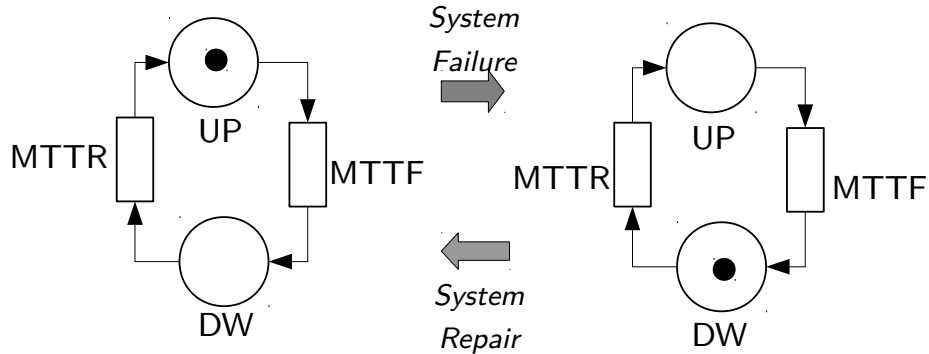 System
Failure
UP
UP
MTTR
MTTF
MTTR
MTTF
DW
DW
System
Repair